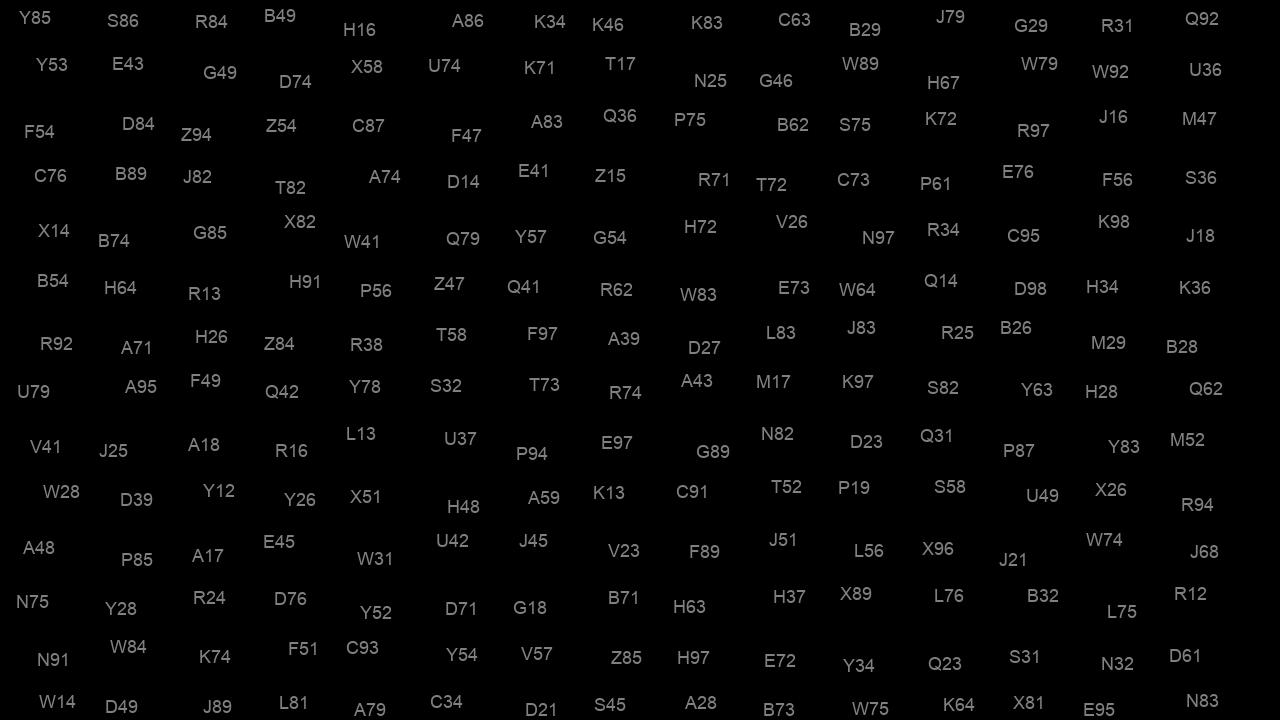 Y85 S86 R84 B49 H16 A86 K34 K46 K83 C63 B29 J79 G29 R31 Q92
Y53 E43 G49 D74 X58 U74 K71 T17 N25 G46 W89 H67 W79 W92 U36
F54 D84 Z94 Z54 C87 F47 A83 Q36 P75 B62 S75 K72 R97 J16 M47
C76 B89 J82 T82 A74 D14 E41 Z15 R71 T72 C73 P61 E76 F56 S36
X14 B74 G85 X82 W41 Q79 Y57 G54 H72 V26 N97 R34 C95 K98 J18
B54 H64 R13 H91 P56 Z47 Q41 R62 W83 E73 W64 Q14 D98 H34 K36
R92 A71 H26 Z84 R38 T58 F97 A39 D27 L83 J83 R25 B26 M29 B28
U79 A95 F49 Q42 Y78 S32 T73 R74 A43 M17 K97 S82 Y63 H28 Q62
V41 J25 A18 R16 L13 U37 P94 E97 G89 N82 D23 Q31 P87 Y83 M52
W28 D39 Y12 Y26 X51 H48 A59 K13 C91 T52 P19 S58 U49 X26 R94
A48 P85 A17 E45 W31 U42 J45 V23 F89 J51 L56 X96 J21 W74 J68
N75 Y28 R24 D76 Y52 D71 G18 B71 H63 H37 X89 L76 B32 L75 R12
N91 W84 K74 F51 C93 Y54 V57 Z85 H97 E72 Y34 Q23 S31 N32 D61
W14 D49 J89 L81 A79 C34 D21 S45 A28 B73 W75 K64 X81 E95 N83